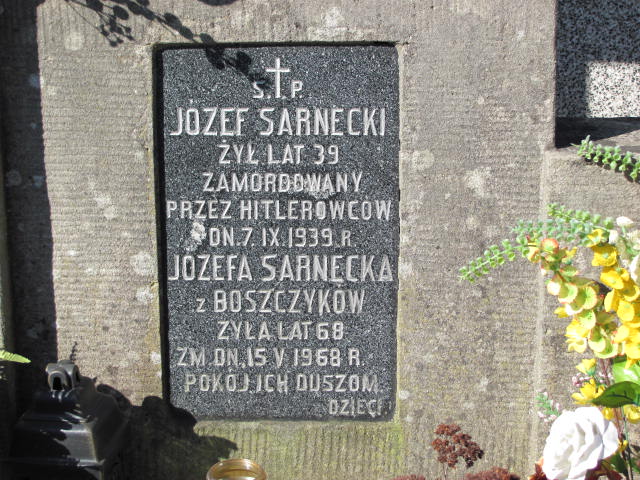 Ś.†P.
JÓZEF SARNECKI
ŻYŁ LAT 39
ZAMORDOWANY
PRZEZ HITLEROWCÓW
DN. 7. IX. 1939 R.
JÓZEFA SARNECKA
z BOSZCZYKÓW
ŻYŁA LAT 68
ZM DN. 15 V 1968 R.
POKÓJ ICH DUSZOM
DZIECI